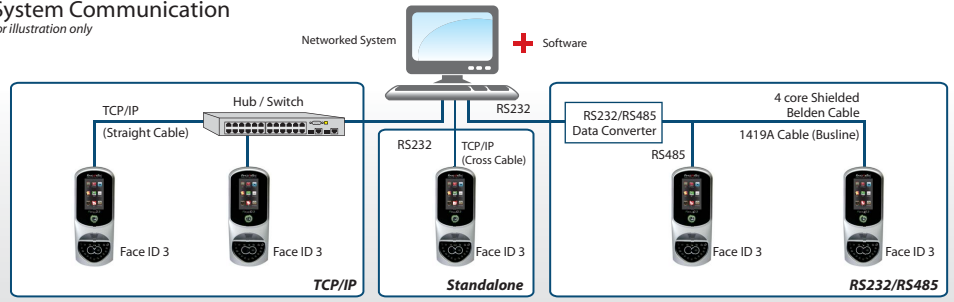 System Communication
or illustration only
Networked System
Software
TCP/IP
(Straight Cable)
Hub / Switch
Face ID 3
Face ID 3
TCP/IP
RS232
TCP/IP
(Cross Cable)
Face ID 3
Standalone
RS232
RS232/RS485
Data Converter
RS485
4 core Shielded
Belden Cable
1419A Cable (Busline)
Face ID 3
Face ID 3
RS232/RS485